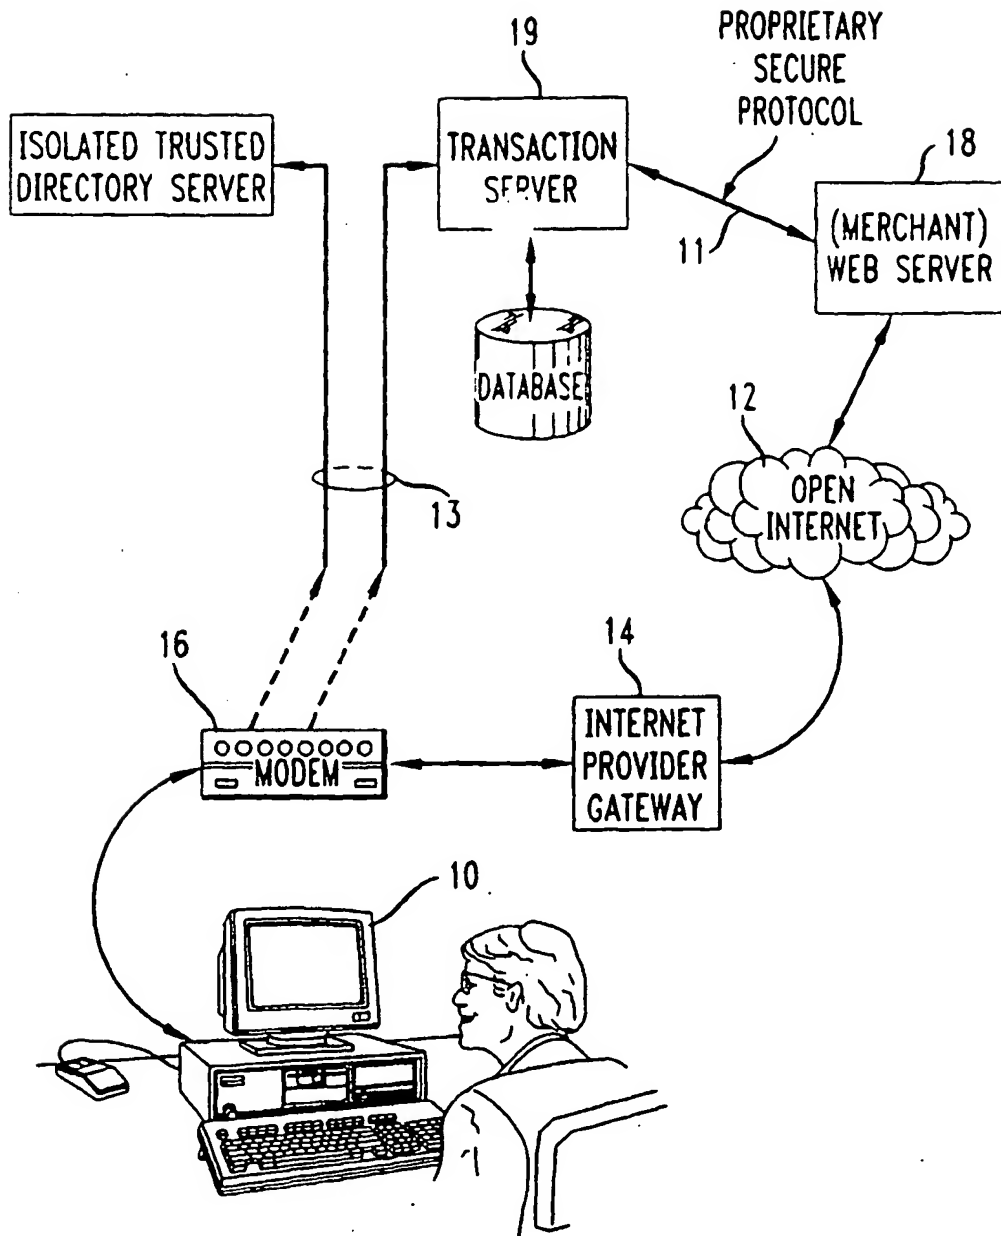 19
PROPRIETARY
SECURE
PROTOCOL
ISOLATED TRUSTED
DIRECTORY SERVER
TRANSACTION
SERVER
18
(MERCHANT)
WEB SERVER
11
DATABASE
12
OPEN
INTERNET
13
16
14
MODEM
INTERNET
PROVIDER
GATEWAY
10